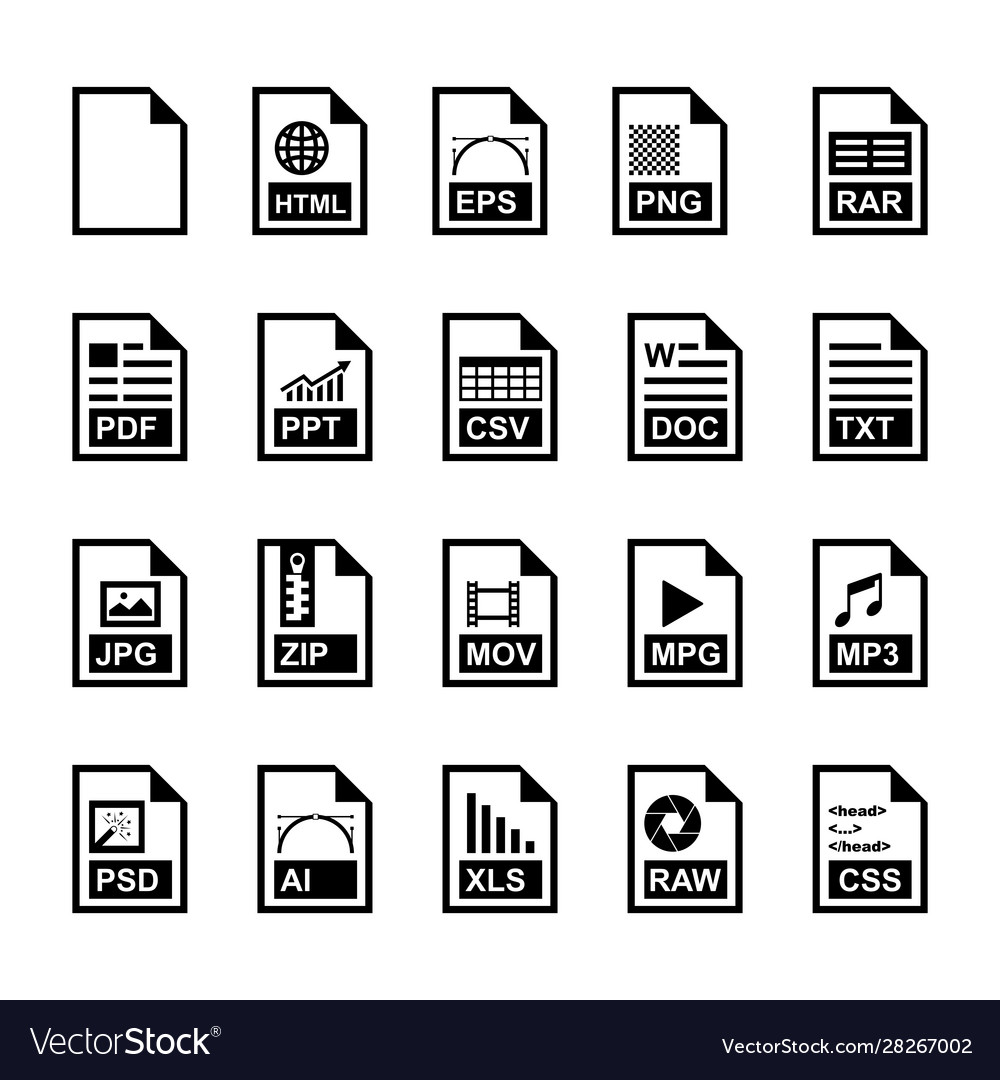 HTML
EPS
PNG
RAR
PDF
PPT
CSV
W
DOC
TXT
JPG
ZIP
MOV
MPG
MP3
PSD
AI
XLS
RAW
<head>
<...>
</head>
CSS
VectorStock®
VectorStock.com/28267002